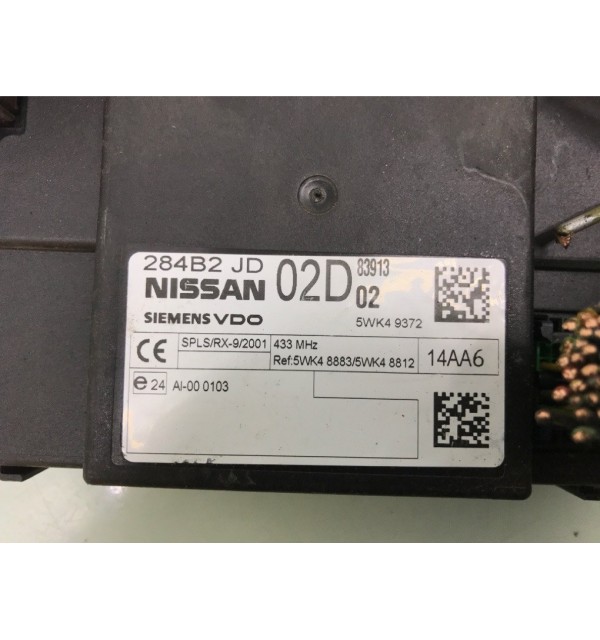 284B2 JD 02D 83913
NISSAN 02
SIEMENS VDO 5WK4 9372
CE SPLS/RX-9/2001 433 MHz
Ref:5WK4 8883/5WK4 8812 14AA6
e 24 AI-00 0103